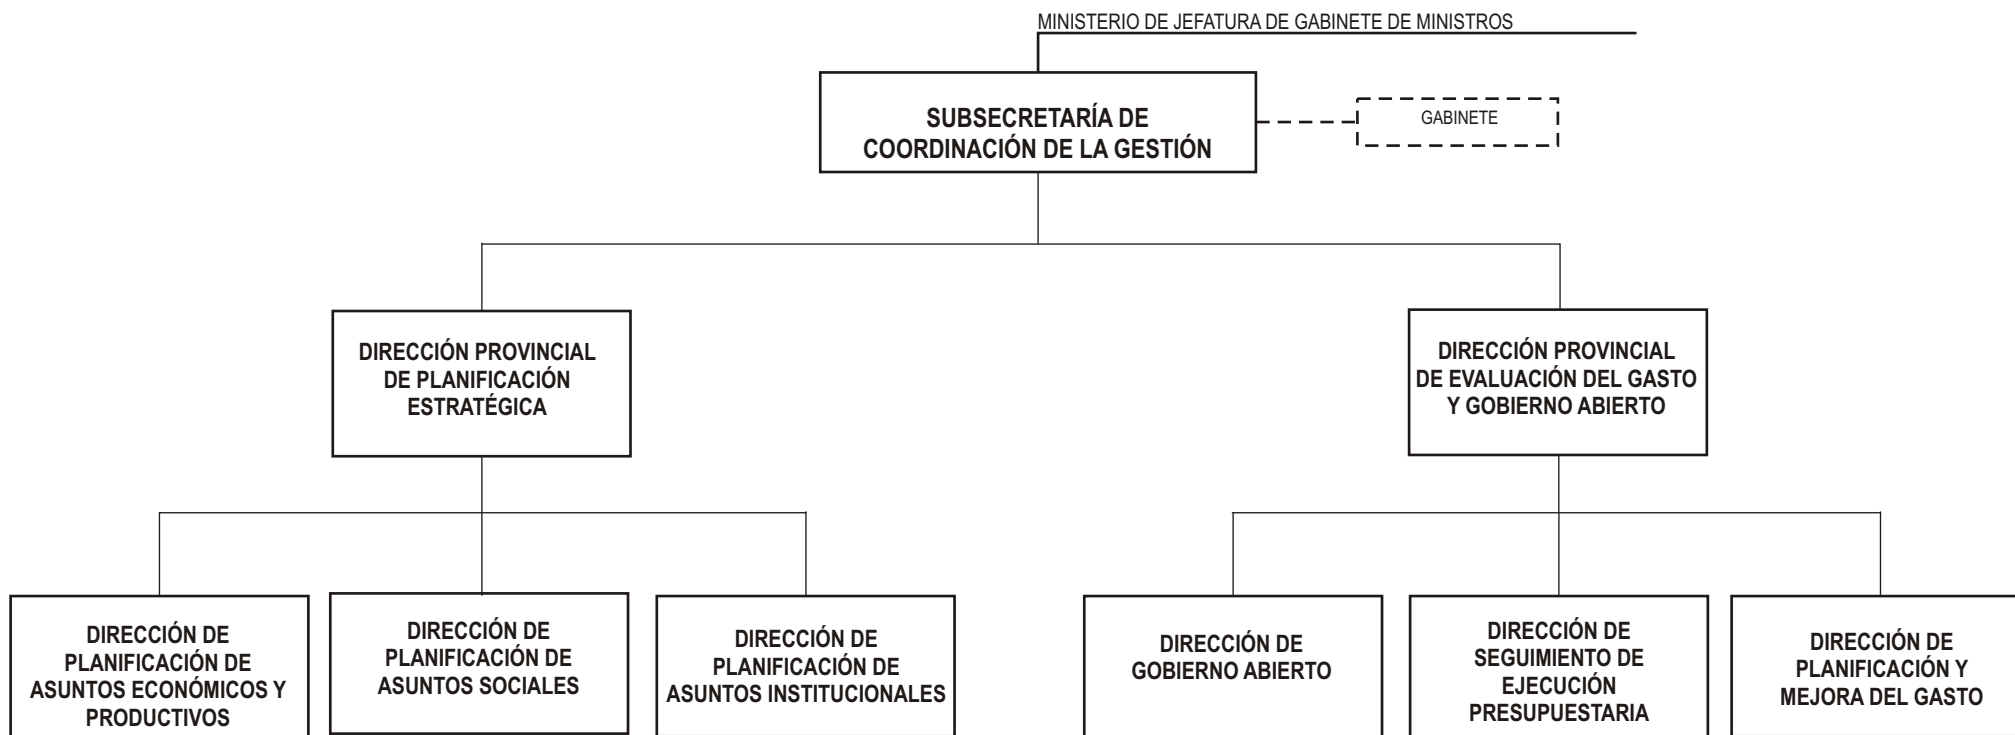 MINISTERIO DE JEFATURA DE GABINETE DE MINISTROS
SUBSECRETARÍA DE
COORDINACIÓN DE LA GESTIÓN
GABINETE
DIRECCIÓN PROVINCIAL
DE PLANIFICACIÓN
ESTRATÉGICA
DIRECCIÓN PROVINCIAL
DE EVALUACIÓN DEL GASTO
Y GOBIERNO ABIERTO
DIRECCIÓN DE
PLANIFICACIÓN DE
ASUNTOS ECONÓMICOS Y
PRODUCTIVOS
DIRECCIÓN DE
PLANIFICACIÓN DE
ASUNTOS SOCIALES
DIRECCIÓN DE
PLANIFICACIÓN DE
ASUNTOS INSTITUCIONALES
DIRECCIÓN DE
GOBIERNO ABIERTO
DIRECCIÓN DE
SEGUIMIENTO DE
EJECUCIÓN
PRESUPUESTARIA
DIRECCIÓN DE
PLANIFICACIÓN Y
MEJORA DEL GASTO